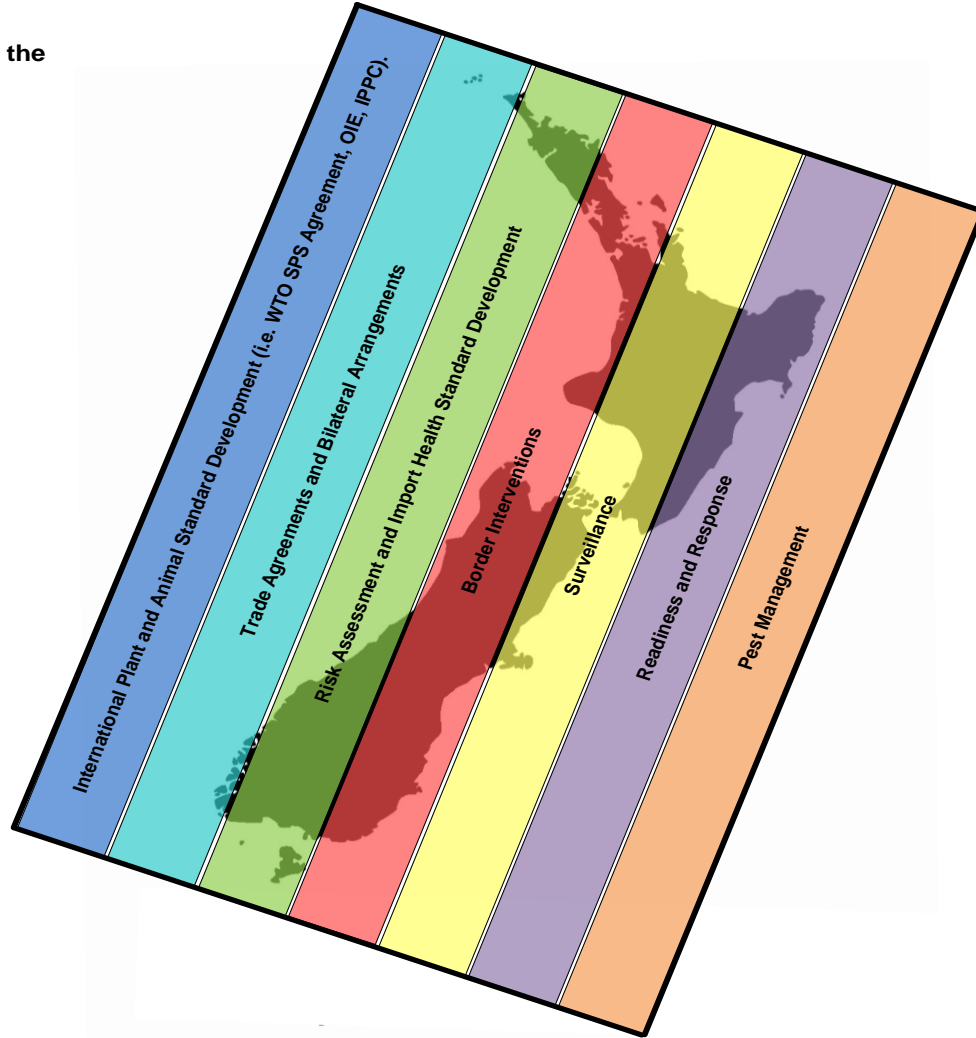 the
International Plant and Animal Standard Development (i.e. WTO SPS Agreement, OIE, IPPC).
Trade Agreements and Bilateral Arrangements
Risk Assessment and Import Health Standard Development
Border Interventions
Surveillance
Readiness and Response
Pest Management